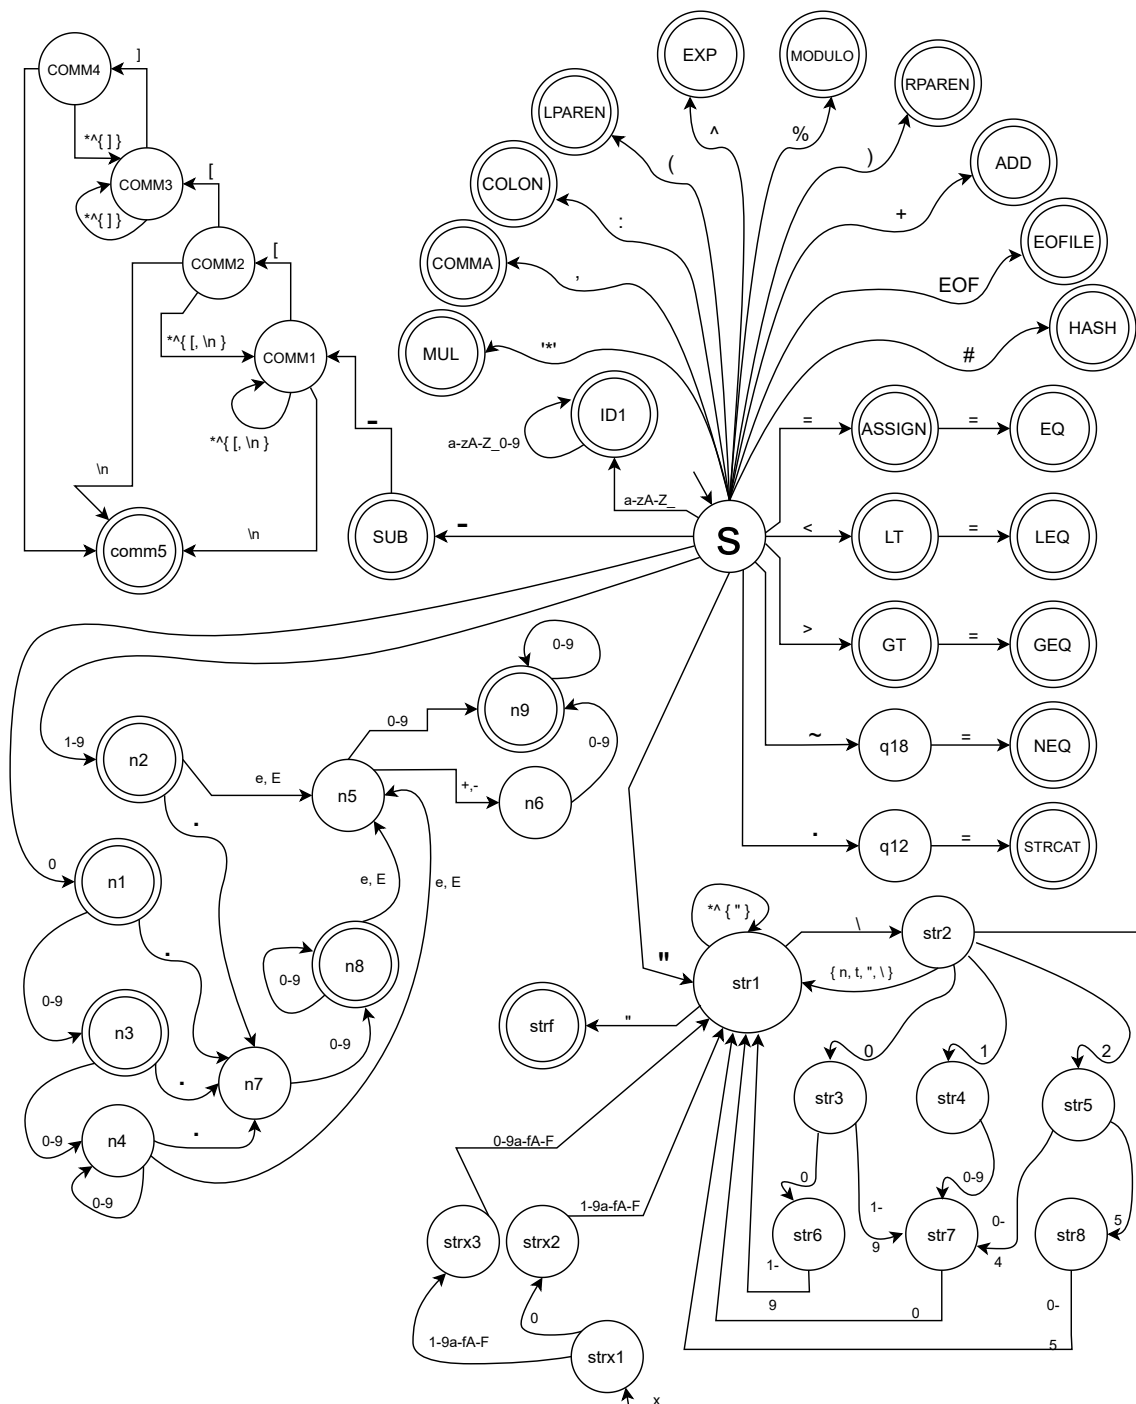 EXP
MODULO
RPAREN
LPAREN
COLON
COMMA
MUL
ADD
EOFILE
HASH
^
%
)
(
:
,
'*'
+
EOF
#
COMM4
]
*^{ ] }
COMM3
*^{ ] }
[
COMM2
[
*^{ [, \n }
COMM1
*^{ [, \n }
-
\n
\n
comm5
SUB
-
ID1
a-zA-Z_0-9
a-zA-Z_
S
=
ASSIGN
=
EQ
<
LT
=
LEQ
>
GT
=
GEQ
~
q18
=
NEQ
.
q12
=
STRCAT
1-9
n2
e, E
.
0-9
n9
0-9
n5
+,-
n6
0-9
0
n1
.
e, E
e, E
0-9
n8
0-9
0-9
n3
.
n7
0-9
0-9
n4
.
0-9
*^ { " }
\
str2
"
str1
{ n, t, ", \ }
"
strf
0
1
2
str3
str4
str5
0
0-9
1-
9
0-
4
5
str6
str7
str8
1-
9
0
0-
5
0-9a-fA-F
1-9a-fA-F
strx3
strx2
0
1-9a-fA-F
strx1
x